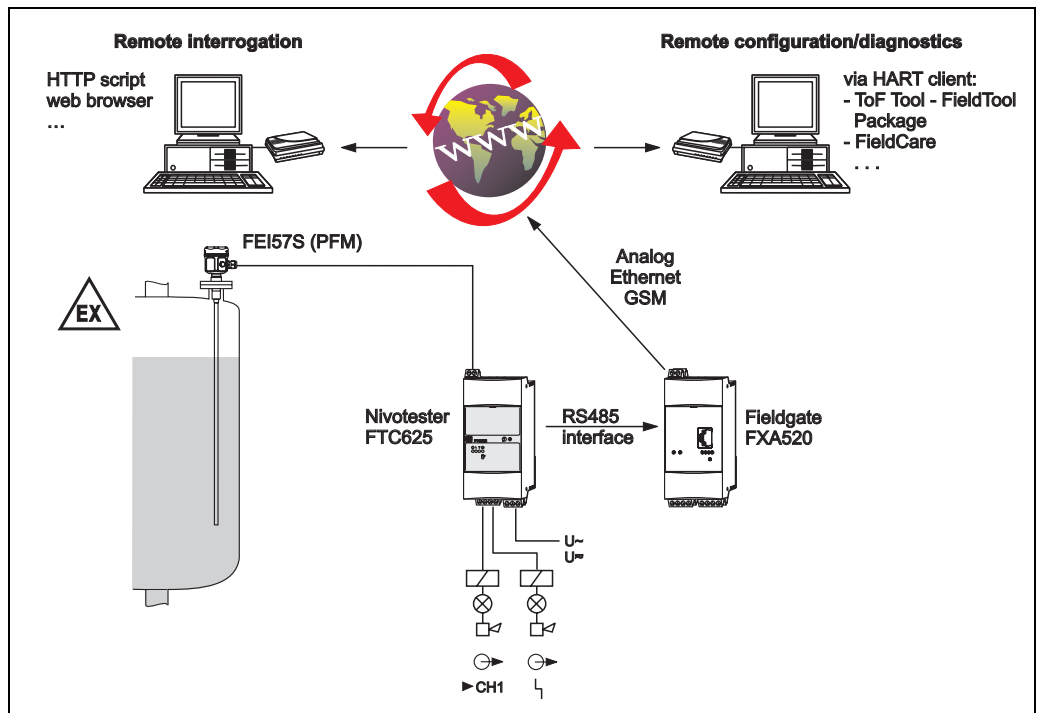 Remote interrogation
HTTP script
web browser
...
Remote configuration/diagnostics
via HART client:
- ToF Tool - FieldTool
Package
- FieldCare
. . .
WWW
FEI57S (PFM)
EX
Analog
Ethernet
GSM
Nivotester
FTC625
RS485
interface
Fieldgate
FXA520
U~
U≂
►CH1